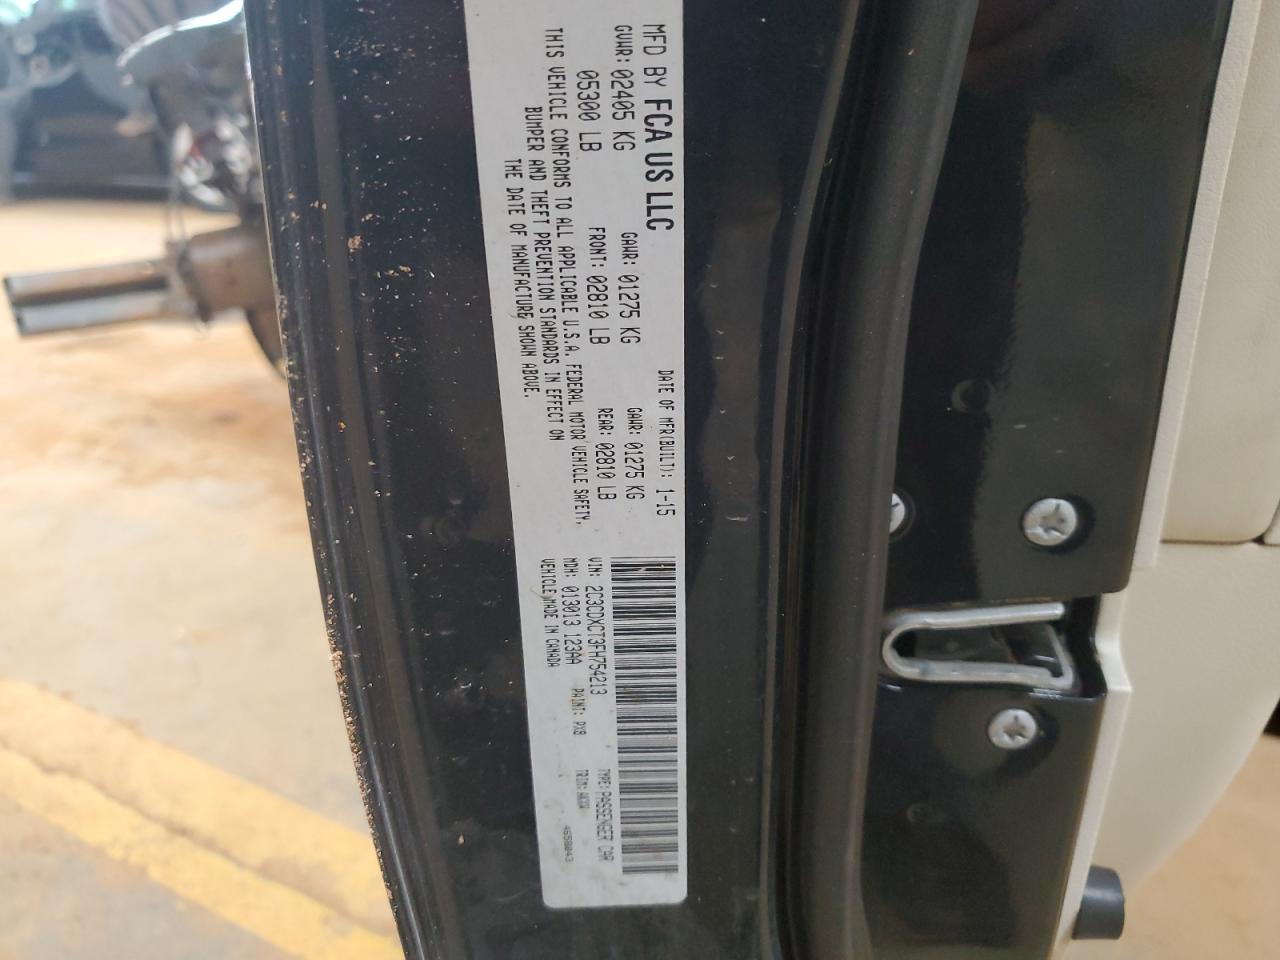 MFD BY FCA US LLC
DATE OF MFR(BUILT): 1-15
GVWR: 02405 KG
GAWR: 01275 KG
GAWR: 01275 KG
05300 LB
FRONT: 02810 LB
REAR: 02810 LB
THIS VEHICLE CONFORMS TO ALL APPLICABLE U.S.A. FEDERAL MOTOR VEHICLE SAFETY,
BUMPER AND THEFT PREVENTION STANDARDS IN EFFECT ON
THE DATE OF MANUFACTURE SHOWN ABOVE.
VIN: 2C3CDXCT3FH754213
TYPE: PASSENGER CAR
MDH: 013013 123AA
PAINT: PX8
TRIM:
VEHICLE MADE IN CANADA
46588043